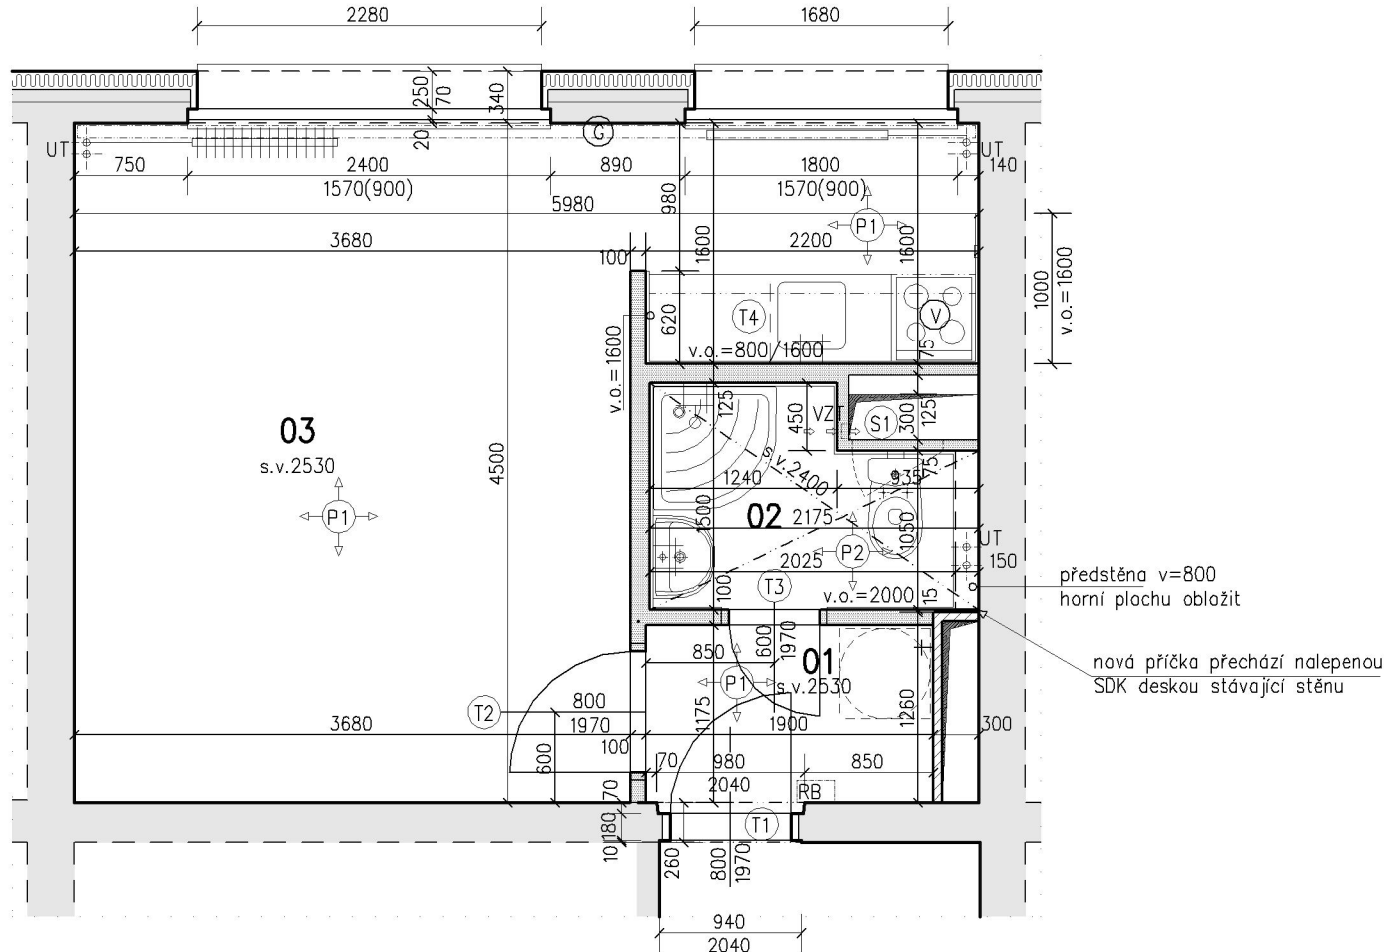 2280
1680
250
70
340
20
G
UT
UT
750
2400
890
1800
140
1570(900)
1570(900)
980
5980
P1
3680
100
2200
1600
1600
1000
v.o.=1600
620
T4
V
v.o.=800/1600
75
v.o.=1600
125
450
VZT
S1
300
125
03
s.v.2530
4500
s.v.2400
75
1240
935
P1
1500
02
2175
1050
P2
UT
2025
150
předstěna v=800
horní plochu obložit
100
T3
v.o.=2000
15
600
1970
850
01
nová příčka přechází nalepenou
SDK deskou stávající stěnu
P1
s.v.2530
T2
800
1970
1175
1900
1260
3680
100
300
600
70
980
850
2040
70
RB
180
10
T1
260
800
1970
940
2040